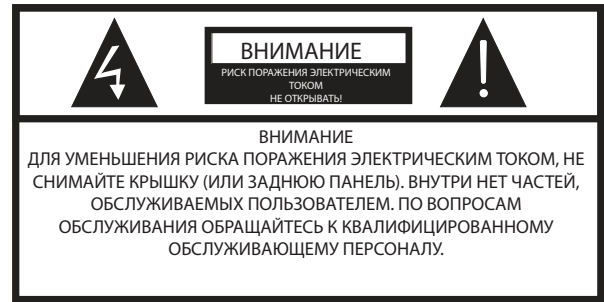 ВНИМАНИЕ
РИСК ПОРАЖЕНИЯ ЭЛЕКТРИЧЕСКИМ
ТОКОМ
НЕ ОТКРЫВАТЬ!
ВНИМАНИЕ
ДЛЯ УМЕНЬШЕНИЯ РИСКА ПОРАЖЕНИЯ ЭЛЕКТРИЧЕСКИМ ТОКОМ, НЕ
СНИМАЙТЕ КРЫШКУ (ИЛИ ЗАДНЮЮ ПАНЕЛЬ). ВНУТРИ НЕТ ЧАСТЕЙ,
ОБСЛУЖИВАЕМЫХ ПОЛЬЗОВАТЕЛЕМ. ПО ВОПРОСАМ
ОБСЛУЖИВАНИЯ ОБРАЩАЙТЕСЬ К КВАЛИФИЦИРОВАННОМУ
ОБСЛУЖИВАЮЩЕМУ ПЕРСОНАЛУ.